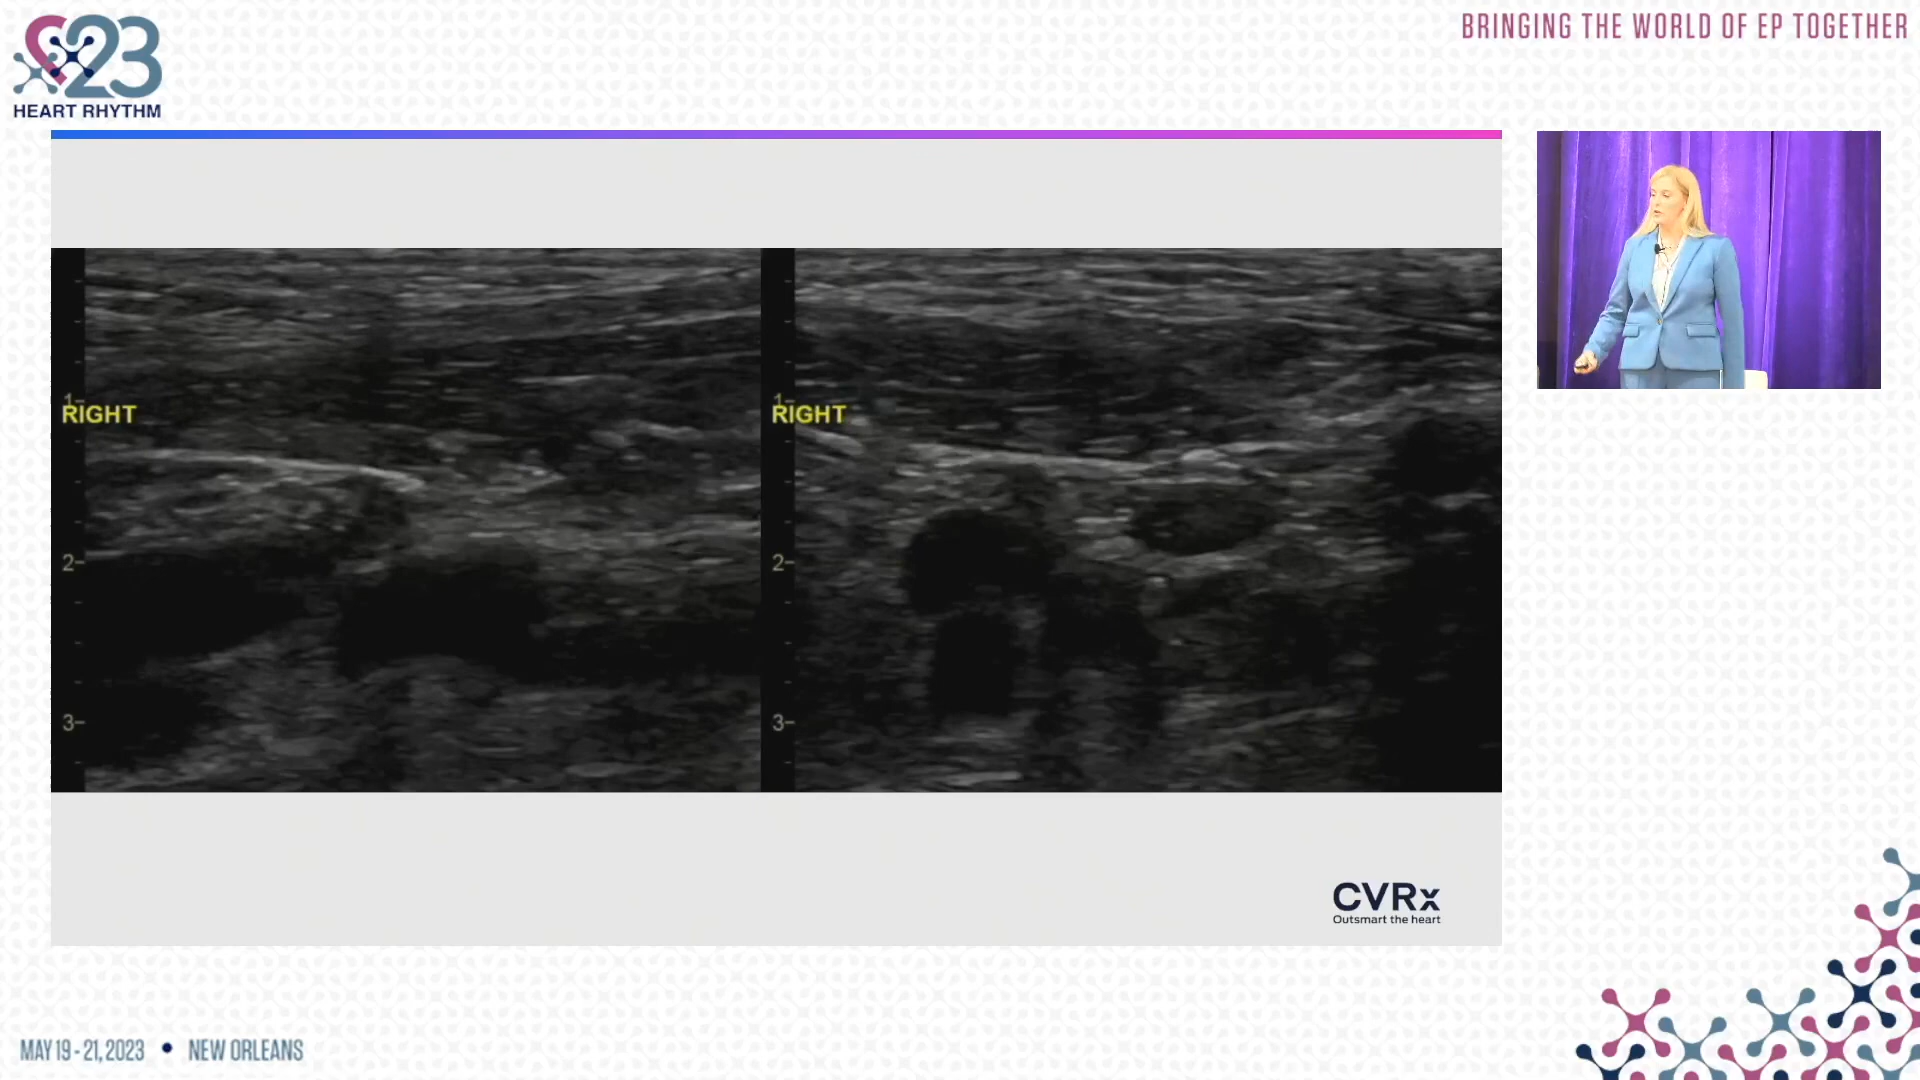 23
HEART RHYTHM
BRINGING THE WORLD OF EP TOGETHER
1-
RIGHT
2-
3-
1-
RIGHT
2-
3-
CVRx
Outsmart the heart
MAY 19 - 21, 2023 • NEW ORLEANS